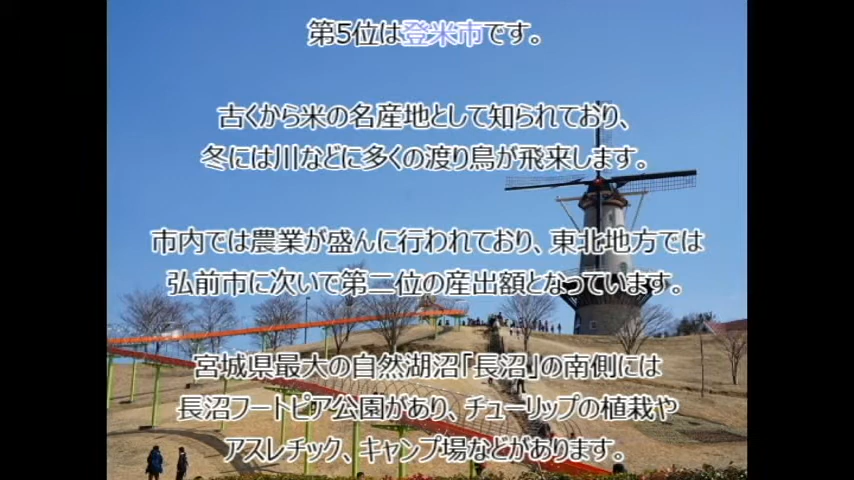 第5位は登米市です。
古くから米の名産地として知られており、
冬には川などに多くの渡り鳥が飛来します。
市内では農業が盛んに行われており、東北地方では
弘前市に次いで第二位の産出額となっています。
宮城県最大の自然湖沼「長沼」の南側には
長沼フートピア公園があり、チューリップの植栽や
アスレチック、キャンプ場などがあります。